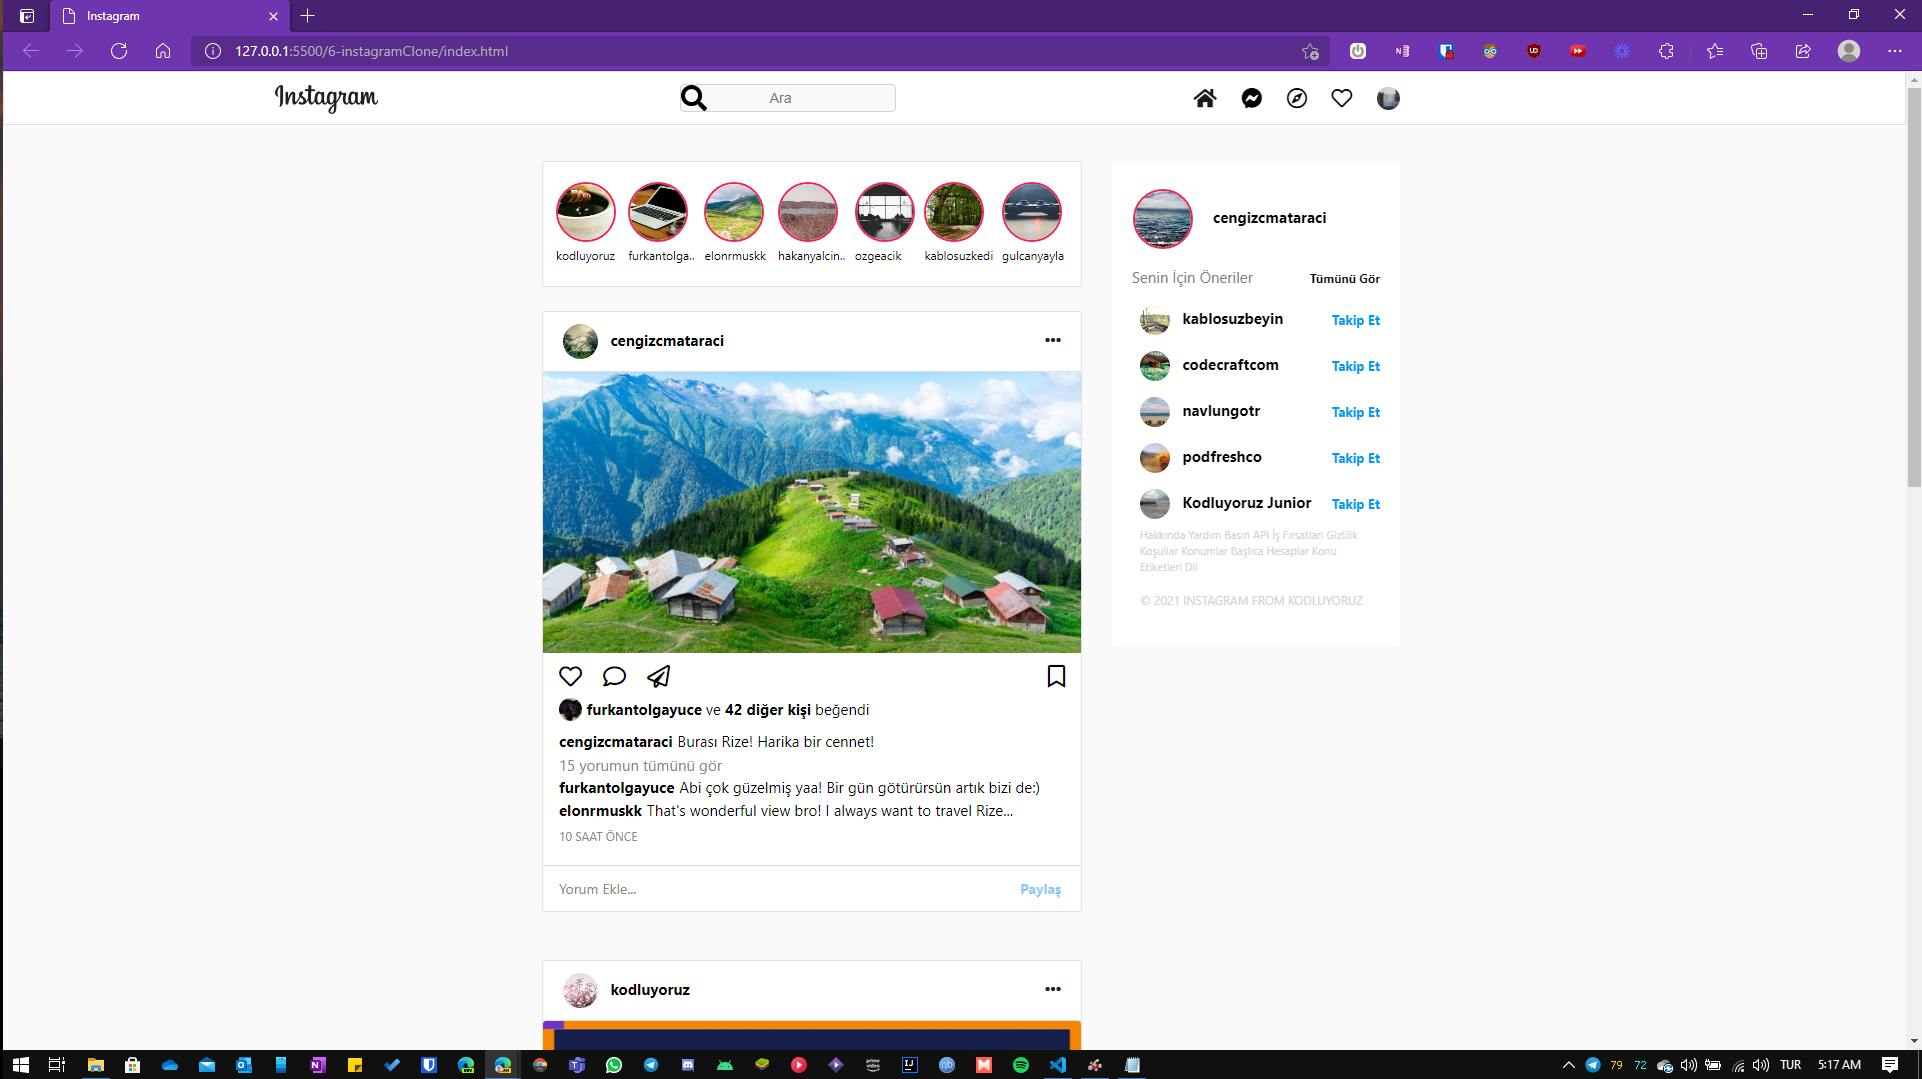 Instagram
127.0.0.1:5500/6-instagramClone/index.html
Instagram
Ara
kodluyoruz
furkantolga..
elonrmuskk
hakanyalcin..
ozgeacik
kablosuzkedi
gulcanyayla
cengizcmataraci
•••
furkantolgayuce ve 42 diğer kişi beğendi
cengizcmataraci Burası Rize! Harika bir cennet!
15 yorumun tümünü gör
furkantolgayuce Abi çok güzelmiş yaa! Bir gün götürürsün artık bizi de:)
elonrmuskk That's wonderful view bro! I always want to travel Rize...
10 SAAT ÖNCE
Yorum Ekle...
Paylaş
kodluyoruz
•••
cengizcmataraci
Senin İçin Öneriler
Tümünü Gör
kablosuzbeyin
Takip Et
codecraftcom
Takip Et
navlungotr
Takip Et
podfreshco
Takip Et
Kodluyoruz Junior
Takip Et
Hakkında Yardım Basın API İş Fırsatları Gizlilik
Koşullar Konumlar Başlıca Hesaplar Konu
Etiketleri Dil
© 2021 INSTAGRAM FROM KODLUYORUZ
79
72
TUR
5:17 AM